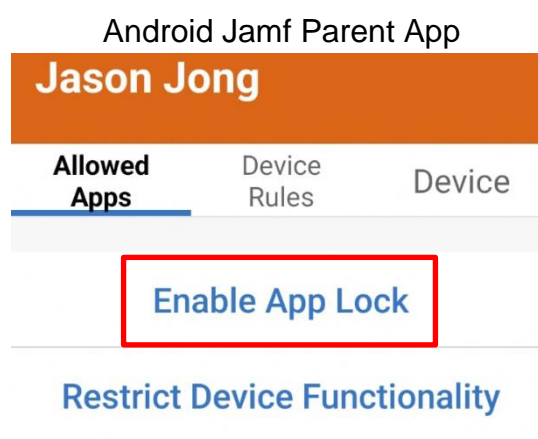 Android Jamf Parent App
Jason Jong
Allowed
Apps
Device
Rules
Device
Enable App Lock
Restrict Device Functionality